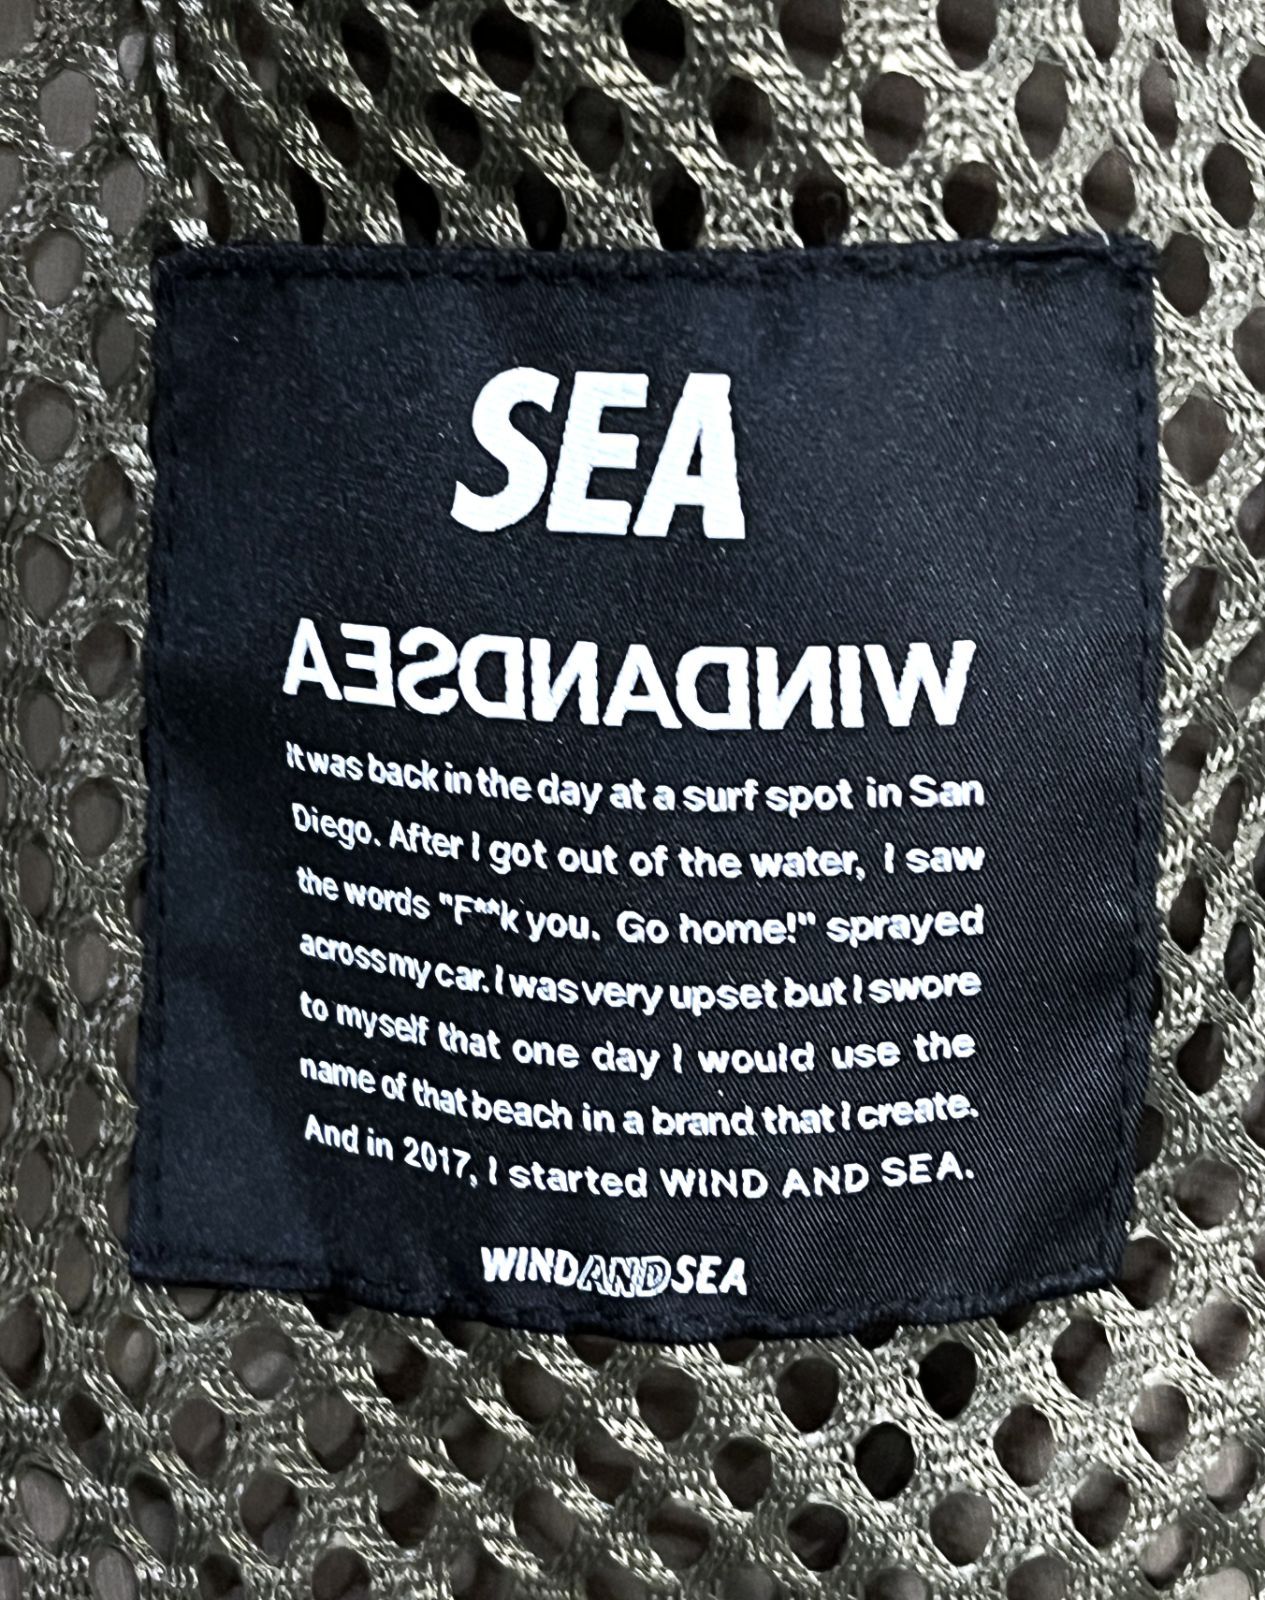 SEA
WINDANDSEA
It was back in the day at a surf spot in San
Diego. After I got out of the water, I saw
the words "F**k you. Go home!" sprayed
across my car. I was very upset but I swore
to myself that one day I would use the
name of that beach in a brand that I create.
And in 2017, I started WIND AND SEA.
WINDANDSEA